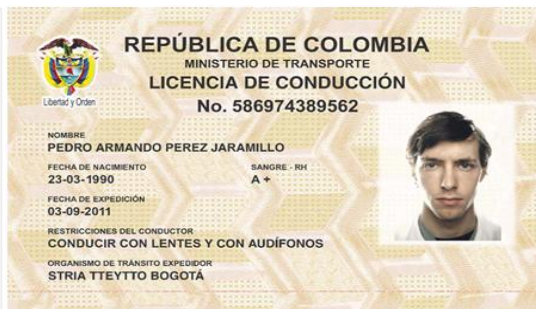 REPÚBLICA DE COLOMBIA
MINISTERIO DE TRANSPORTE
LICENCIA DE CONDUCCIÓN
No. 586974389562
Libertad y Orden
NOMBRE
PEDRO ARMANDO PEREZ JARAMILLO
FECHA DE NACIMIENTO
SANGRE - RH
23-03-1990
A +
FECHA DE EXPEDICIÓN
03-09-2011
RESTRICCIONES DEL CONDUCTOR
CONDUCIR CON LENTES Y CON AUDÍFONOS
ORGANISMO DE TRÁNSITO EXPEDIDOR
STRIA TTEYTTO BOGOTÁ